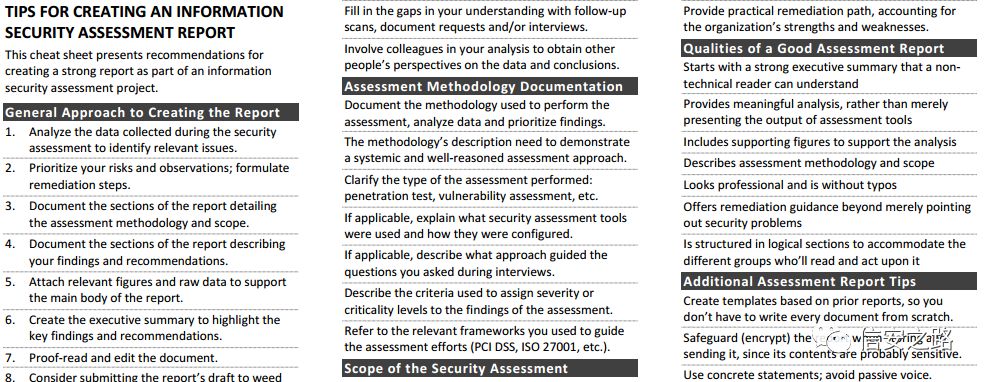 TIPS FOR CREATING AN INFORMATION
SECURITY ASSESSMENT REPORT
This cheat sheet presents recommendations for
creating a strong report as part of an information
security assessment project.
General Approach to Creating the Report
1. Analyze the data collected during the security
assessment to identify relevant issues.
2. Prioritize your risks and observations; formulate
remediation steps.
3. Document the sections of the report detailing
the assessment methodology and scope.
4. Document the sections of the report describing
your findings and recommendations.
5. Attach relevant figures and raw data to support
the main body of the report.
6. Create the executive summary to highlight the
key findings and recommendations.
7. Proof-read and edit the document.
8. Consider submitting the report's draft to weed
Fill in the gaps in your understanding with follow-up
scans, document requests and/or interviews.
Involve colleagues in your analysis to obtain other
people's perspectives on the data and conclusions.
Assessment Methodology Documentation
Document the methodology used to perform the
assessment, analyze data and prioritize findings.
The methodology's description need to demonstrate
a systemic and well-reasoned assessment approach.
Clarify the type of the assessment performed:
penetration test, vulnerability assessment, etc.
If applicable, explain what security assessment tools
were used and how they were configured.
If applicable, describe what approach guided the
questions you asked during interviews.
Describe the criteria used to assign severity or
criticality levels to the findings of the assessment.
Refer to the relevant frameworks you used to guide
the assessment efforts (PCI DSS, ISO 27001, etc.).
Scope of the Security Assessment
Provide practical remediation path, accounting for
the organization's strengths and weaknesses.
Qualities of a Good Assessment Report
Starts with a strong executive summary that a non-
technical reader can understand
Provides meaningful analysis, rather than merely
presenting the output of assessment tools
Includes supporting figures to support the analysis
Describes assessment methodology and scope
Looks professional and is without typos
Offers remediation guidance beyond merely pointing
out security problems
Is structured in logical sections to accommodate the
different groups who'll read and act upon it
Additional Assessment Report Tips
Create templates based on prior reports, so you
don't have to write every document from scratch.
Safeguard (encrypt) the when and
sending it, since its contents are probably sensitive.
Use concrete statements; avoid passive voice.
信安之路